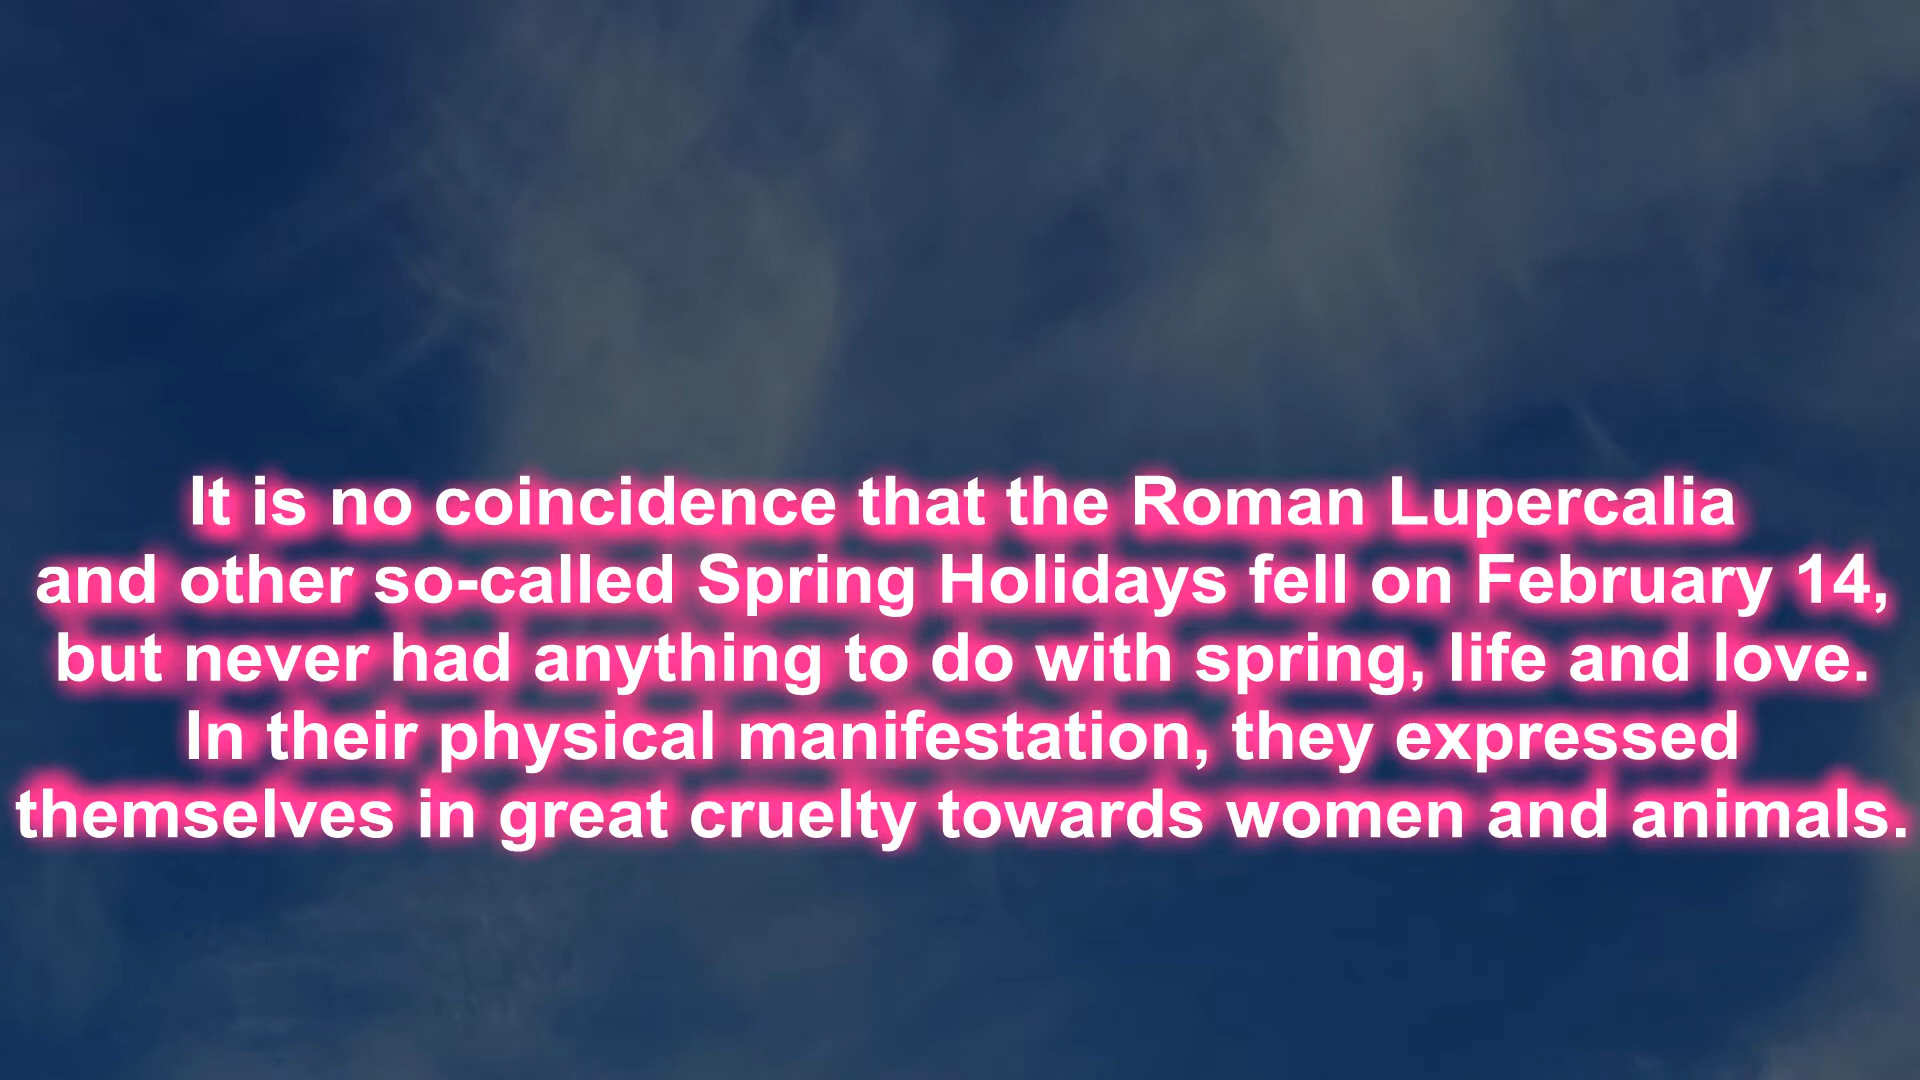 It is no coincidence that the Roman Lupercalia
and other so-called Spring Holidays fell on February 14,
but never had anything to do with spring, life and love.
In their physical manifestation, they expressed
themselves in great cruelty towards women and animals.